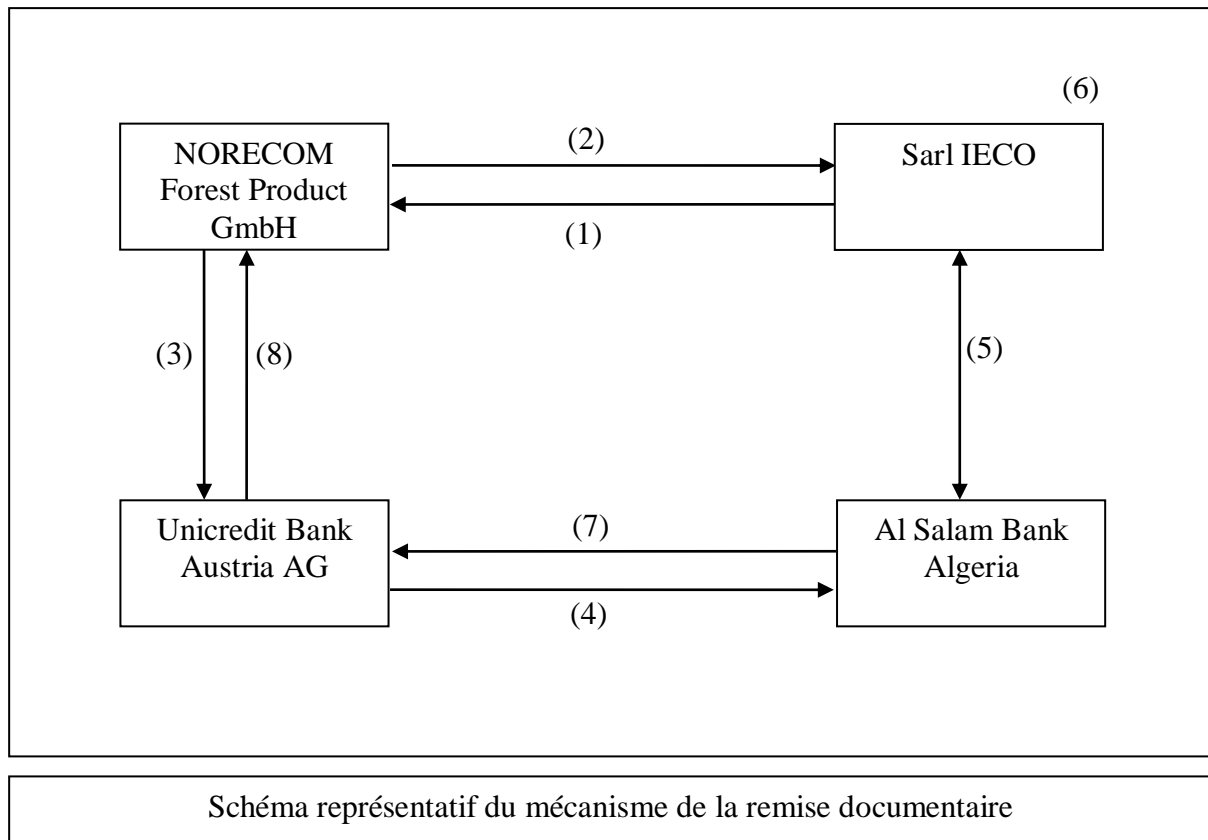 (6)
NORECOM
Forest Product
GmbH
(2)
Sarl IECO
(1)
(3)
(8)
(5)
Unicredit Bank
Austria AG
(7)
Al Salam Bank
Algeria
(4)
Schéma représentatif du mécanisme de la remise documentaire